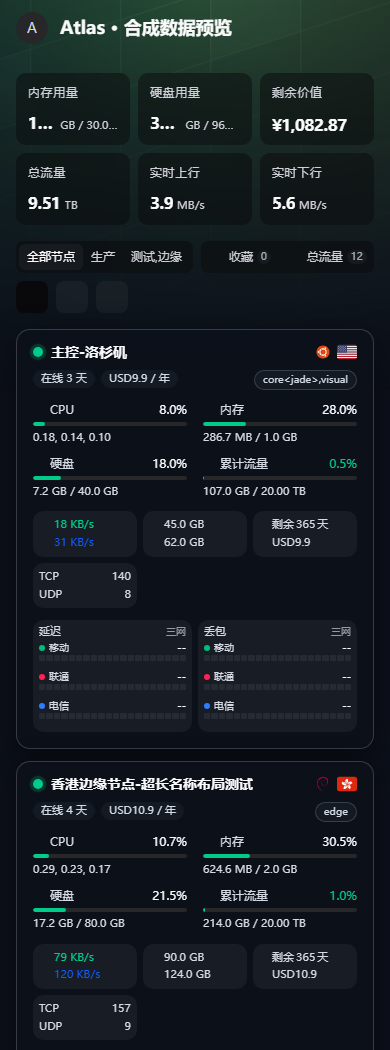 A Atlas • 合成数据预览
内存用量 硬盘用量 剩余价值
1... GB / 30.0... 3... GB / 96... ¥1,082.87
总流量 实时上行 实时下行
9.51 TB 3.9 MB/s 5.6 MB/s
全部节点 生产 测试,边缘 收藏 0 总流量 12
主控-洛杉矶
在线 3 天 USD9.9 / 年 core<jade>,visual
CPU 8.0% 内存 28.0%
0.18, 0.14, 0.10 286.7 MB / 1.0 GB
硬盘 18.0% 累计流量 0.5%
7.2 GB / 40.0 GB 107.0 GB / 20.00 TB
18 KB/s 45.0 GB 剩余 365 天
31 KB/s 62.0 GB USD9.9
TCP 140
UDP 8
延迟 三网 丢包 三网
移动 -- 移动 --
联通 -- 联通 --
电信 -- 电信 --
香港边缘节点-超长名称布局测试
在线 4 天 USD10.9 / 年 edge
CPU 10.7% 内存 30.5%
0.29, 0.23, 0.17 624.6 MB / 2.0 GB
硬盘 21.5% 累计流量 1.0%
17.2 GB / 80.0 GB 214.0 GB / 20.00 TB
79 KB/s 90.0 GB 剩余 365 天
120 KB/s 124.0 GB USD10.9
TCP 157
UDP 9